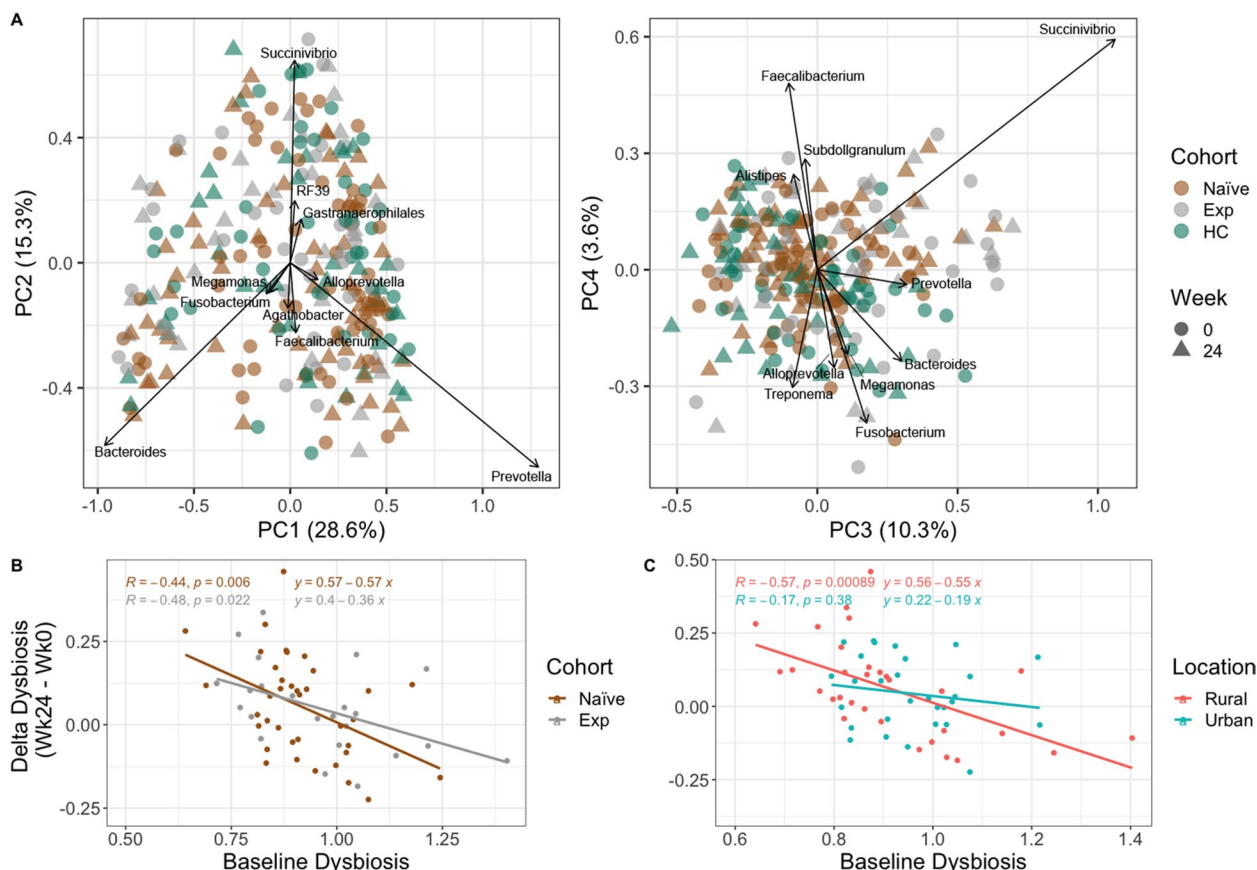 A
Succinivibrio
RF39
Gastranaerophilales
Megamonas
Alloprevotella
Fusobacterium
Agathobacter
Faecalibacterium
Bacteroides
Prevotella
0.4
0.0
-0.4
PC2 (15.3%)
-1.0 -0.5 0.0 0.5 1.0
PC1 (28.6%)
Succinivibrio
Faecalibacterium
Subdollgranulum
Alistipes
Prevotella
Bacteroides
Alloprevotella
Megamonas
Treponema
Fusobacterium
0.6
0.3
0.0
-0.3
PC4 (3.6%)
-0.5 0.0 0.5 1.0
PC3 (10.3%)
Cohort
Naïve
Exp
HC
Week
0
24
B
R = −0.44, p = 0.006 y = 0.57 − 0.57 x
R = −0.48, p = 0.022 y = 0.4 − 0.36 x
0.25
0.00
-0.25
Delta Dysbiosis
(Wk24 - Wk0)
0.50 0.75 1.00 1.25
Baseline Dysbiosis
Cohort
a Naïve
a Exp
C
R = −0.57, p = 0.00089 y = 0.56 − 0.55 x
R = −0.17, p = 0.38 y = 0.22 − 0.19 x
0.50
0.25
0.00
-0.25
0.6 0.8 1.0 1.2 1.4
Baseline Dysbiosis
Location
a Rural
a Urban